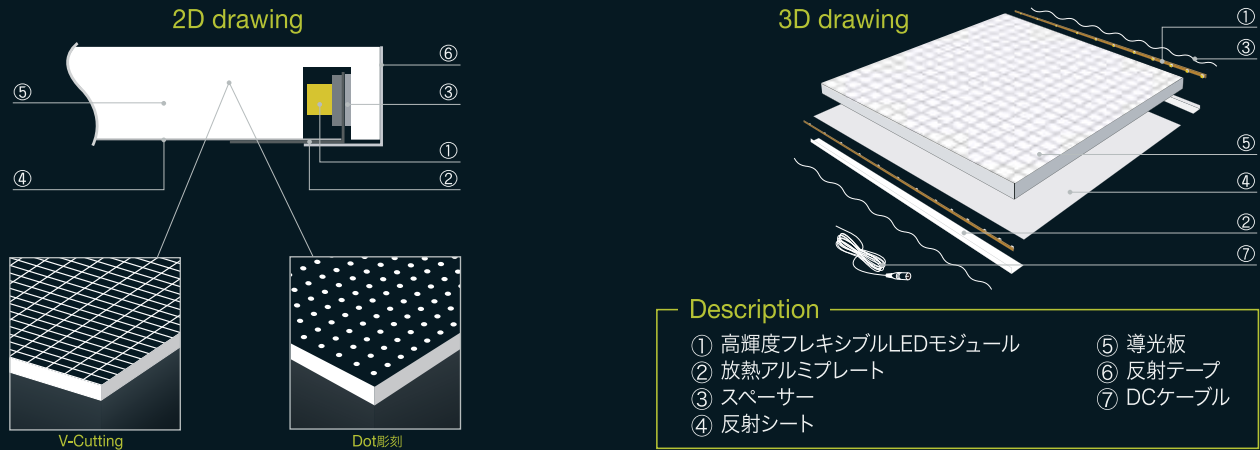 2D drawing
⑥
⑤
③
①
④
②
V-Cutting
Dot彫刻
3D drawing
①
③
⑤
④
②
⑦
Description
① 高輝度フレキシブルLEDモジュール
② 放熱アルミプレート
③ スペーサー
④ 反射シート
⑤ 導光板
⑥ 反射テープ
⑦ DCケーブル